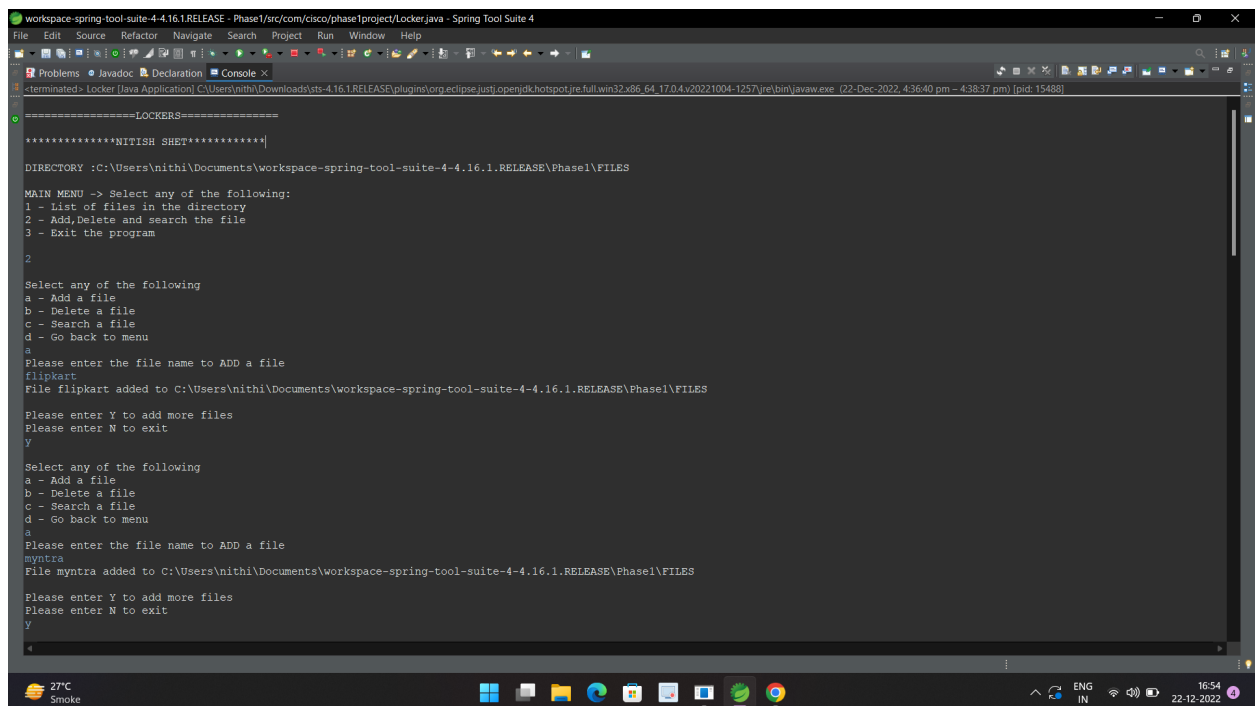 workspace-spring-tool-suite-4-4.16.1.RELEASE - Phase1/src/com/cisco/phase1project/Locker.java - Spring Tool Suite 4
File Edit Source Refactor Navigate Search Project Run Window Help
Problems Javadoc Declaration Console
<terminated> Locker [Java Application] C:\Users\nithi\Downloads\sts-4.16.1.RELEASE\plugins\org.eclipse.justj.openjdk.hotspot.jre.full.win32.x86_64_17.0.4.v20221004-1257\jre\bin\javaw.exe (22-Dec-2022, 4:36:40 pm – 4:38:37 pm) [pid: 15488]
=================LOCKERS===============
**************NITISH SHET************
DIRECTORY :C:\Users\nithi\Documents\workspace-spring-tool-suite-4-4.16.1.RELEASE\Phase1\FILES
MAIN MENU -> Select any of the following:
1 - List of files in the directory
2 - Add,Delete and search the file
3 - Exit the program
2
Select any of the following
a - Add a file
b - Delete a file
c - Search a file
d - Go back to menu
a
Please enter the file name to ADD a file
flipkart
File flipkart added to C:\Users\nithi\Documents\workspace-spring-tool-suite-4-4.16.1.RELEASE\Phase1\FILES
Please enter Y to add more files
Please enter N to exit
y
Select any of the following
a - Add a file
b - Delete a file
c - Search a file
d - Go back to menu
a
Please enter the file name to ADD a file
myntra
File myntra added to C:\Users\nithi\Documents\workspace-spring-tool-suite-4-4.16.1.RELEASE\Phase1\FILES
Please enter Y to add more files
Please enter N to exit
y
27°C
Smoke
ENG
IN
16:54
22-12-2022
4